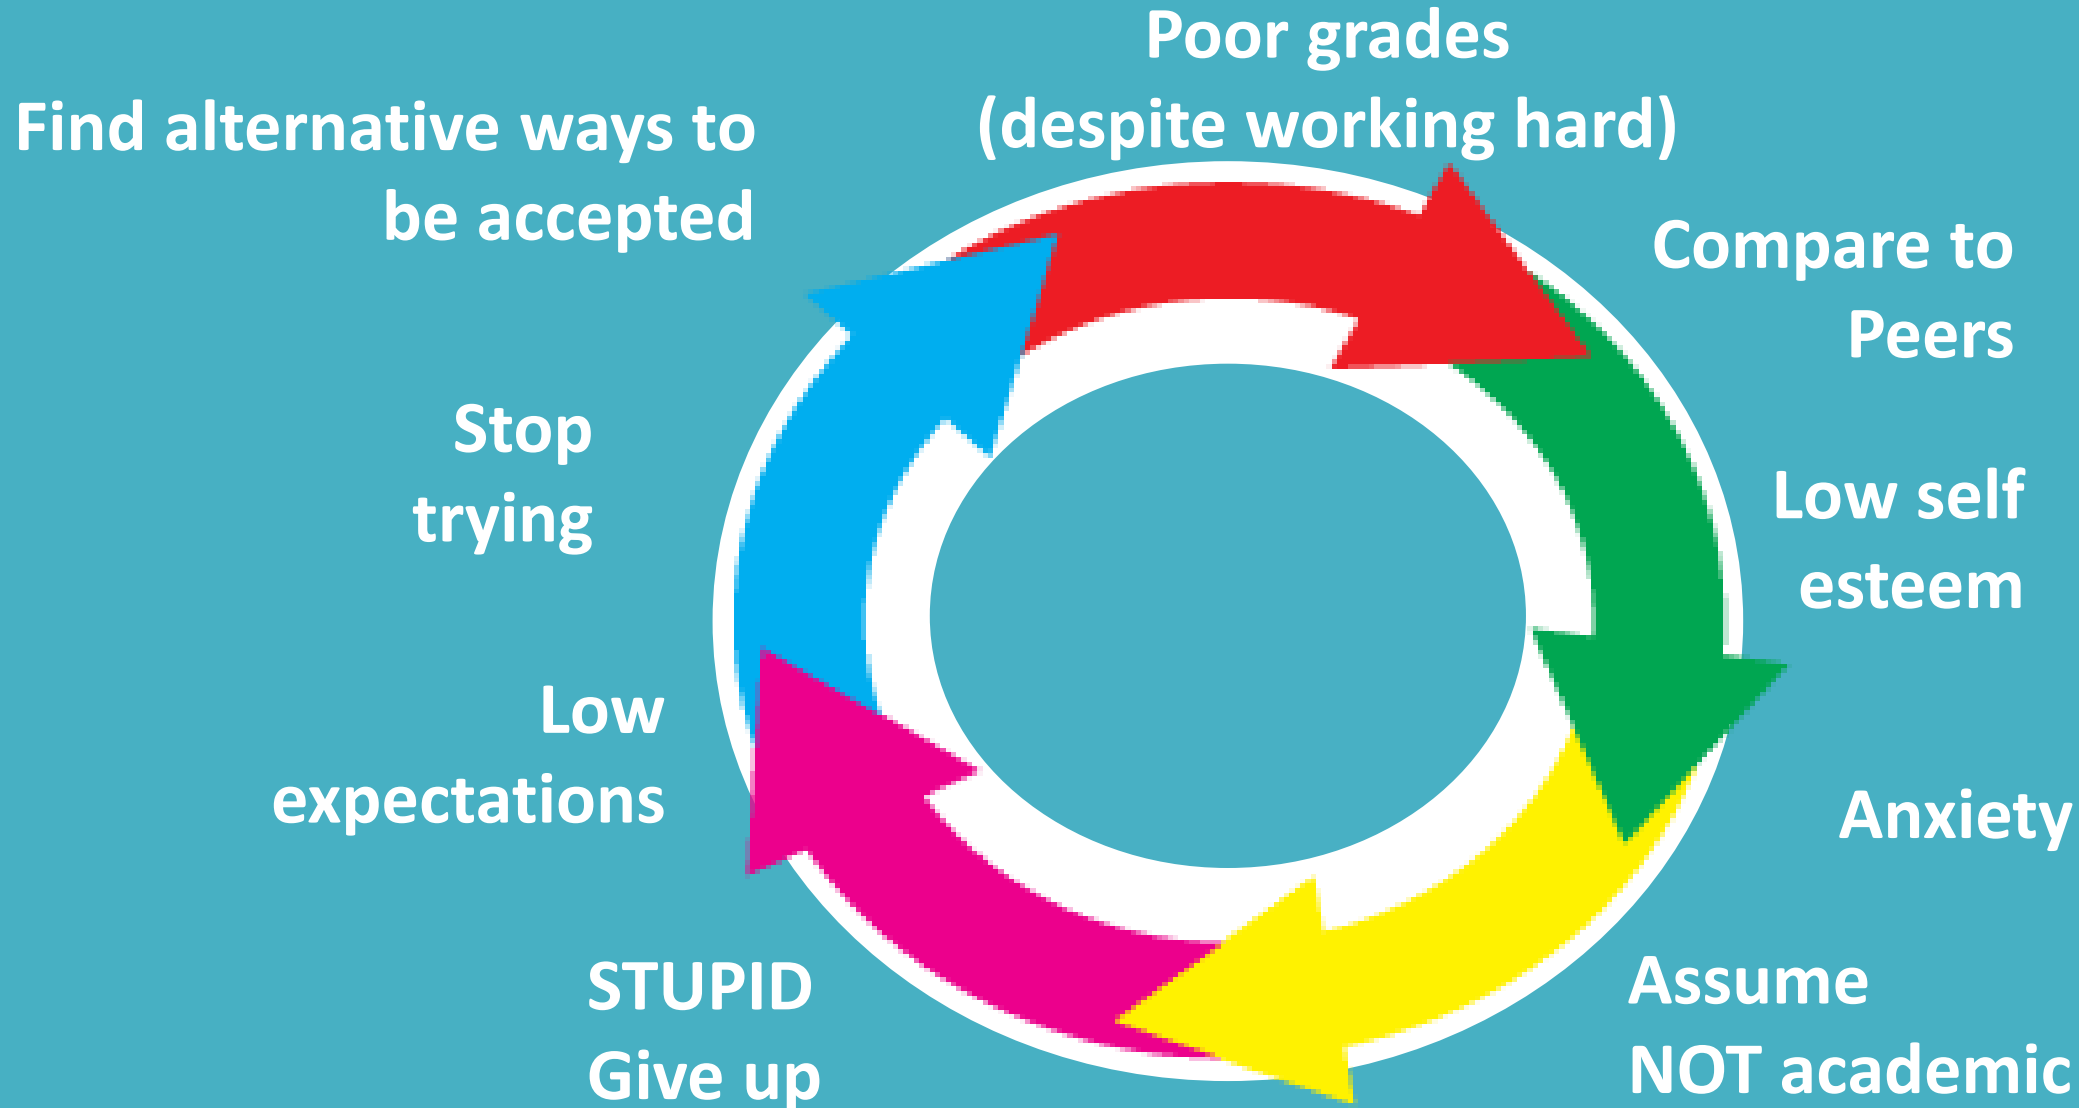 Poor grades
(despite working hard)
Compare to
Peers
Low self
esteem
Anxiety
Assume
NOT academic
STUPID
Give up
Low
expectations
Stop
trying
Find alternative ways to
be accepted